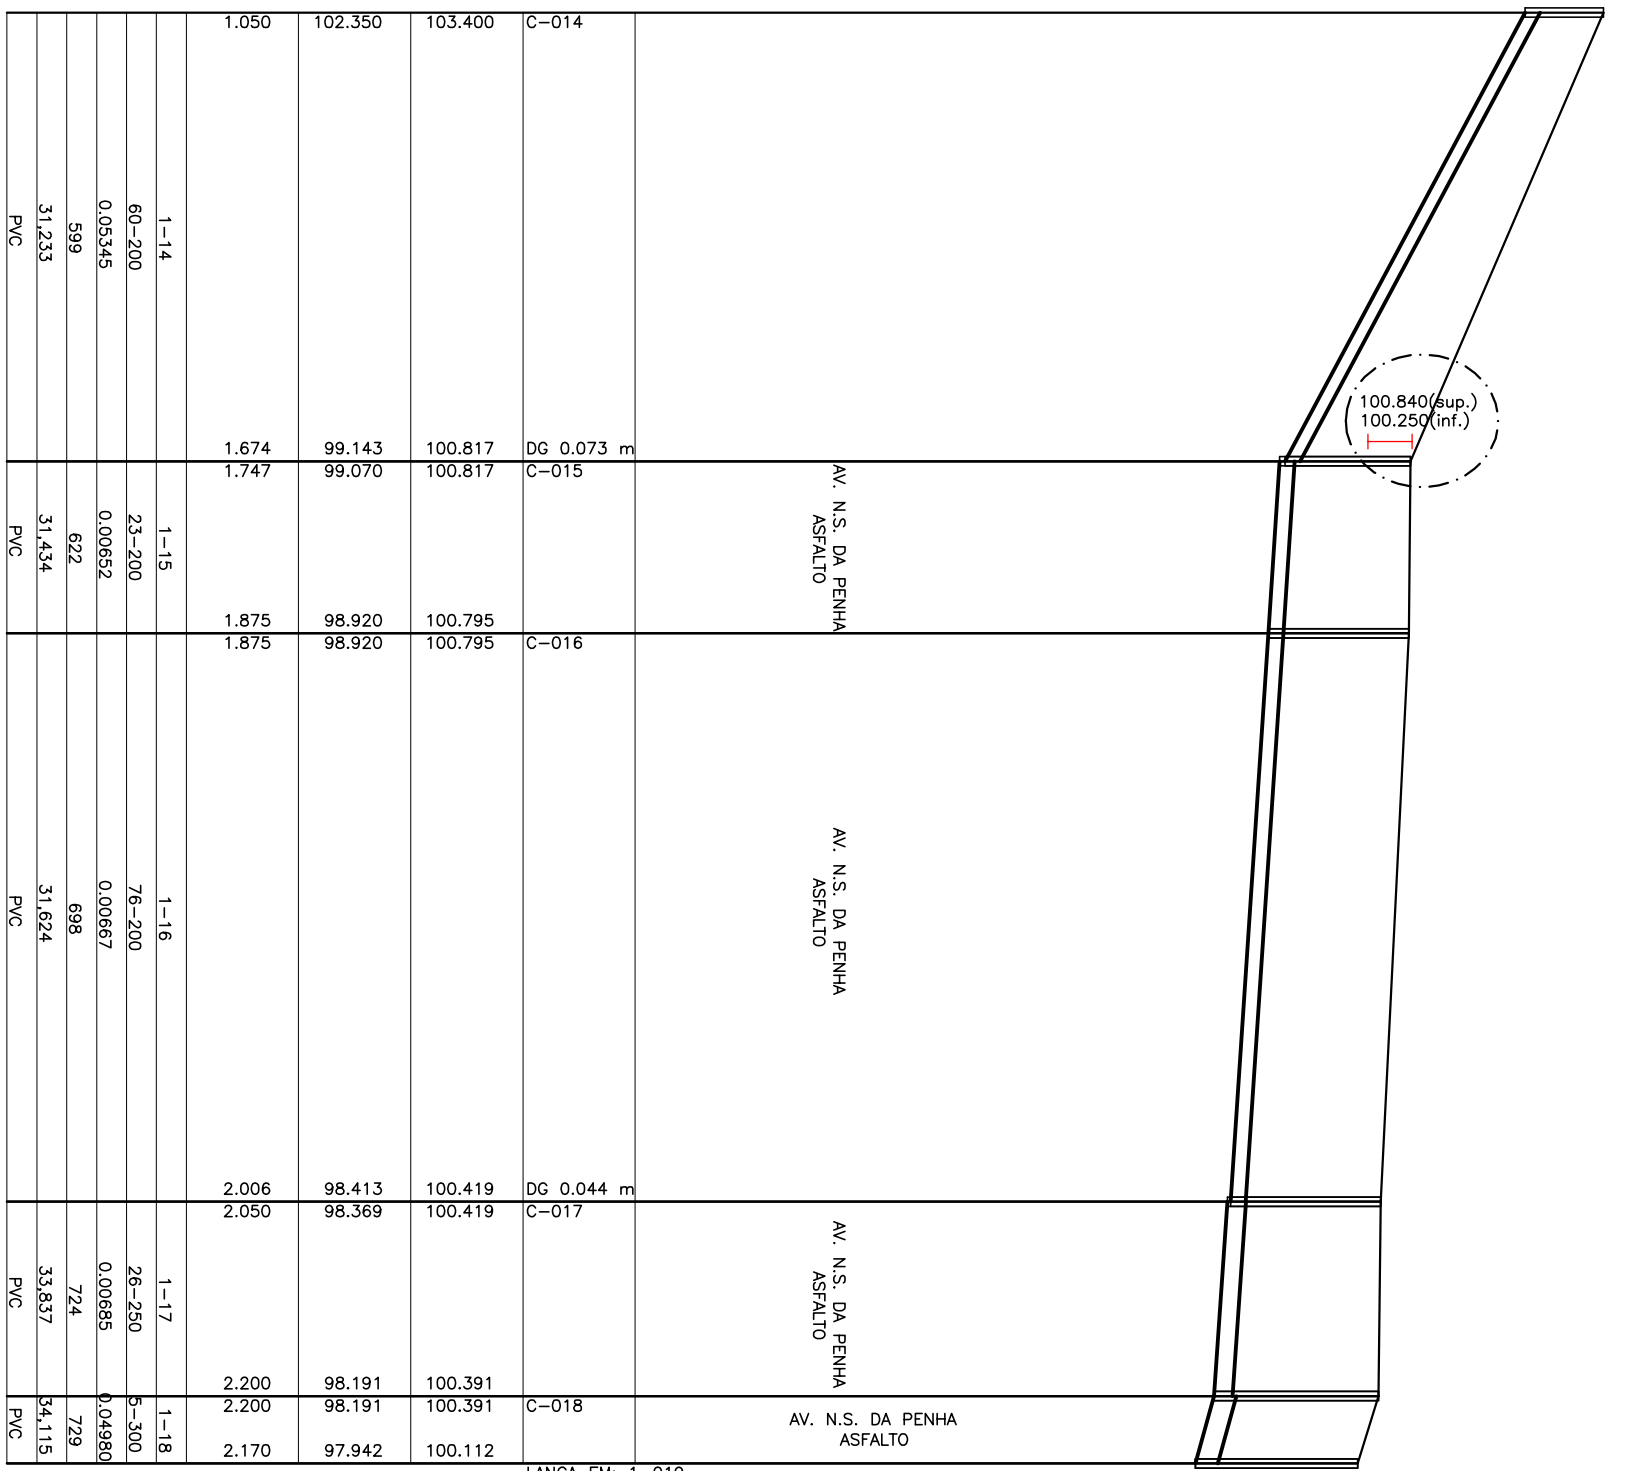 1.050 102.350 103.400 C-014
1-14
60-200
0.05345
599
31,233
PVC
100.840(sup.)
100.250(inf.)
1.674 99.143 100.817 DG 0.073 m
1.747 99.070 100.817 C-015
1-15
23-200
0.00652
622
31,434
PVC
AV. N.S. DA PENHA
ASFALTO
1.875 98.920 100.795
1.875 98.920 100.795 C-016
1-16
76-200
0.00667
698
31,624
PVC
AV. N.S. DA PENHA
ASFALTO
2.006 98.413 100.419 DG 0.044 m
2.050 98.369 100.419 C-017
1-17
26-250
0.00685
724
33,837
PVC
AV. N.S. DA PENHA
ASFALTO
2.200 98.191 100.391
2.200 98.191 100.391 C-018
1-18
5-300
0.04980
729
34,115
PVC
AV. N.S. DA PENHA
ASFALTO
2.170 97.942 100.112